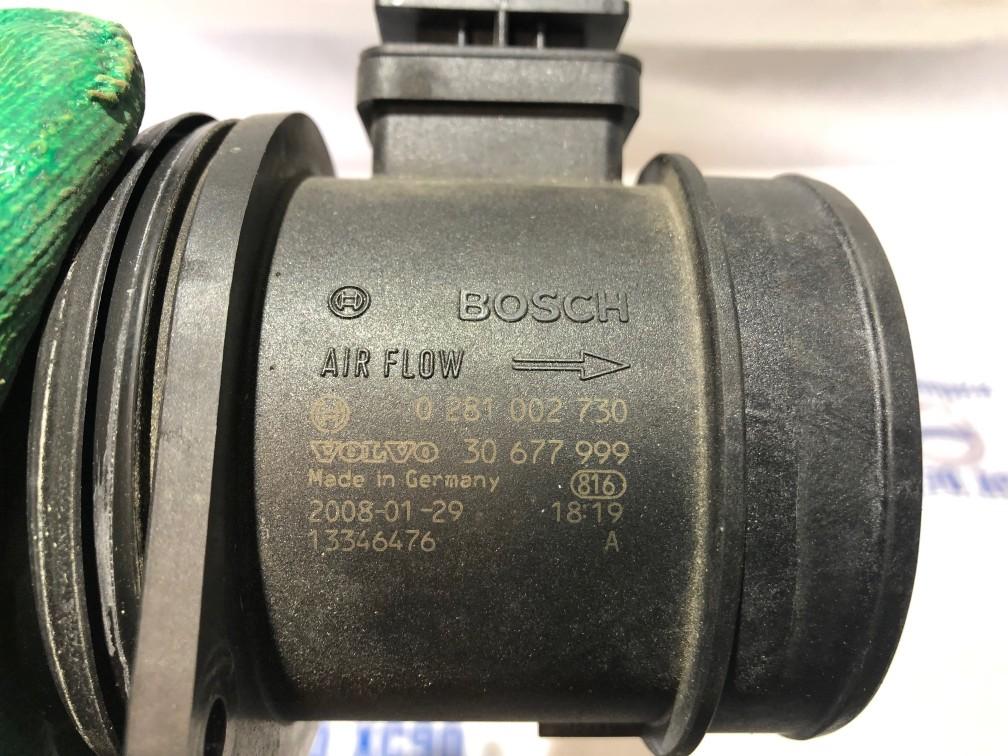 BOSCH
AIR FLOW
0 281 002 730
VOLVO 30 677 999
Made in Germany 816
2008-01-29 18:19
13346476 A
XC90